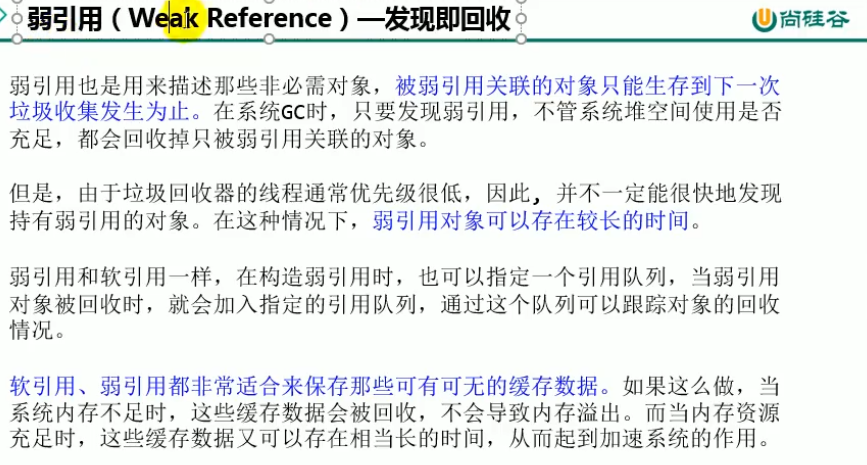 弱引用（Weak Reference）—发现即回收
尚硅谷
弱引用也是用来描述那些非必需对象，被弱引用关联的对象只能生存到下一次
垃圾收集发生为止。在系统GC时，只要发现弱引用，不管系统堆空间使用是否
充足，都会回收掉只被弱引用关联的对象。
但是，由于垃圾回收器的线程通常优先级很低，因此，并不一定能很快地发现
持有弱引用的对象。在这种情况下，弱引用对象可以存在较长的时间。
弱引用和软引用一样，在构造弱引用时，也可以指定一个引用队列，当弱引用
对象被回收时，就会加入指定的引用队列，通过这个队列可以跟踪对象的回收
情况。
软引用、弱引用都非常适合来保存那些可有可无的缓存数据。如果这么做，当
系统内存不足时，这些缓存数据会被回收，不会导致内存溢出。而当内存资源
充足时，这些缓存数据又可以存在相当长的时间，从而起到加速系统的作用。